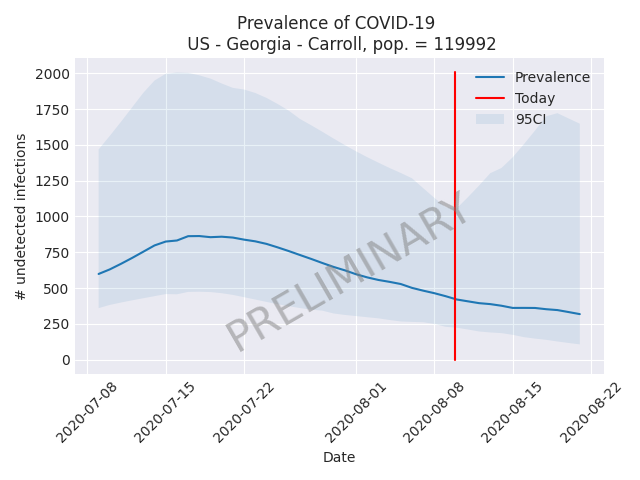 Prevalence of COVID-19
US - Georgia - Carroll, pop. = 119992
Prevalence
Today
95CI
2000
1750
1500
1250
1000
750
500
250
0
# undetected infections
PRELIMINARY
2020-07-08
2020-07-15
2020-07-22
2020-08-01
2020-08-08
2020-08-15
2020-08-22
Date